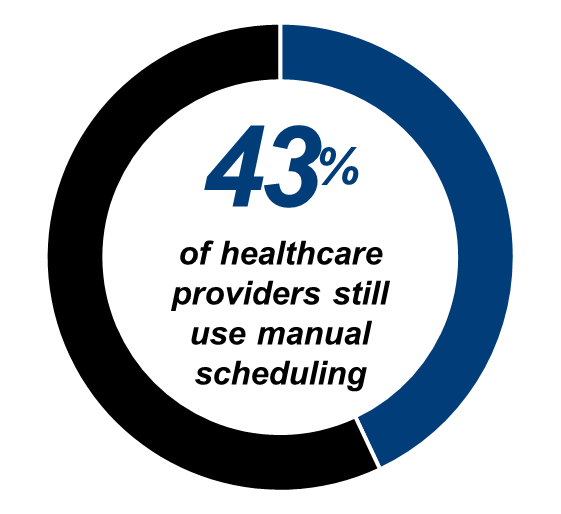 43%
of healthcare
providers still
use manual
scheduling